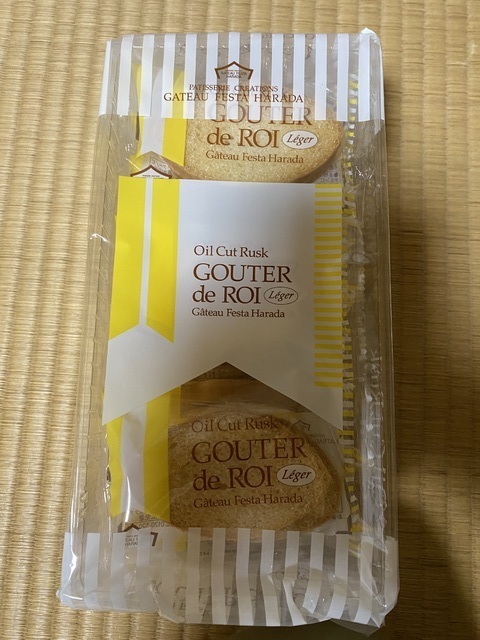 PATISSERIE CREATIONS
GATEAU FESTA HARADA
GOUTER
de ROI Léger
Gâteau Festa Harada
Oil Cut Rusk
GOUTER
de ROI Léger
Gâteau Festa Harada
Oil Cut Rusk
GOUTER
de ROI Léger
Gâteau Festa Harada
7